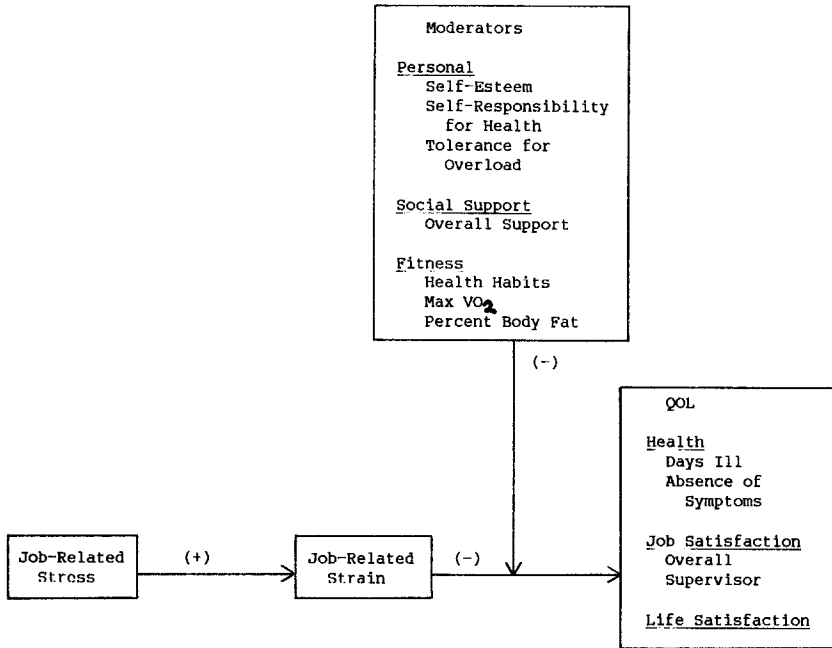 Moderators
Personal
Self-Esteem
Self-Responsibility
for Health
Tolerance for
Overload
Social Support
Overall Support
Fitness
Health Habits
Max VO2
Percent Body Fat
(-)
QOL
Health
Days Ill
Absence of
Symptoms
Job Satisfaction
Overall
Supervisor
Life Satisfaction
Job-Related
Stress
(+)
Job-Related
Strain
(-)